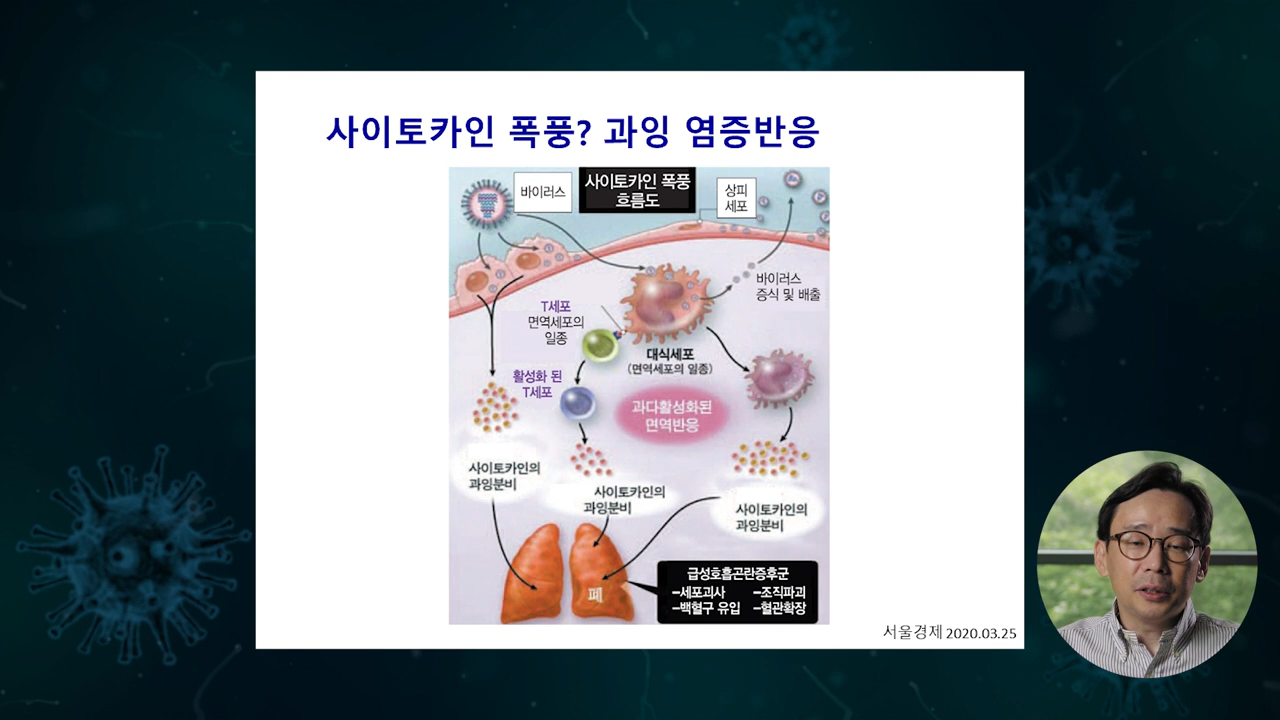 사이토카인 폭풍? 과잉 염증반응
바이러스
사이토카인 폭풍
흐름도
상피
세포
바이러스
증식 및 배출
T세포
면역세포의
일종
대식세포
(면역세포의 일종)
활성화 된
T세포
과다활성화된
면역반응
사이토카인의
과잉분비
사이토카인의
과잉분비
사이토카인의
과잉분비
폐
급성호흡곤란증후군
–세포괴사 –조직파괴
–백혈구 유입 –혈관확장
서울경제 2020.03.25